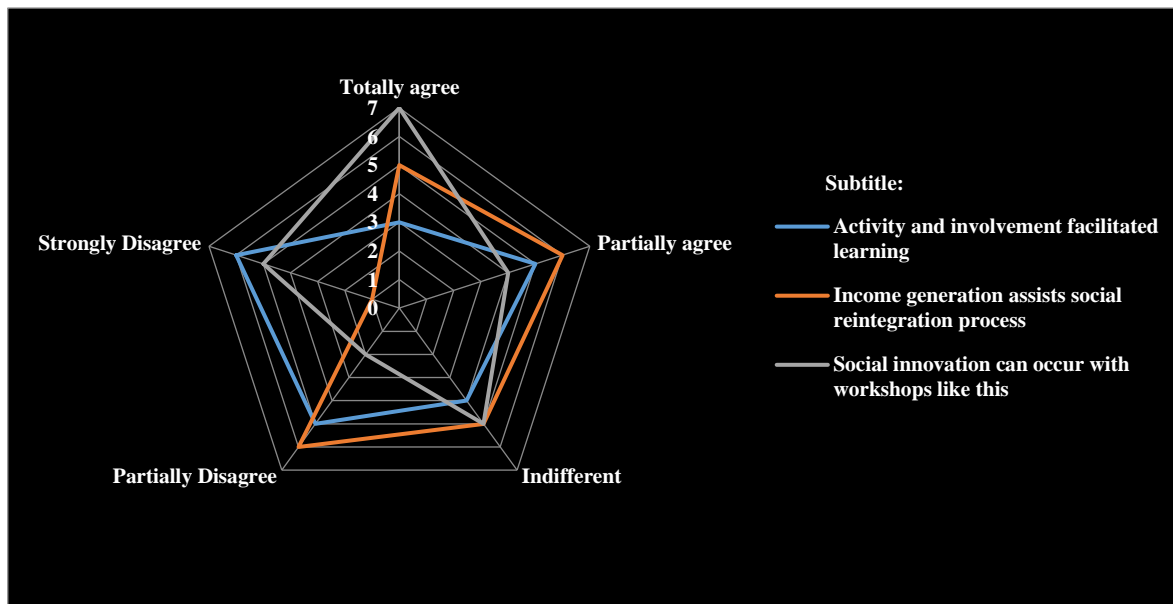 Totally agree
7
6
5
4
3
2
1
0
Strongly Disagree
Partially agree
Partially Disagree
Indifferent
Subtitle:
Activity and involvement facilitated
learning
Income generation assists social
reintegration process
Social innovation can occur with
workshops like this